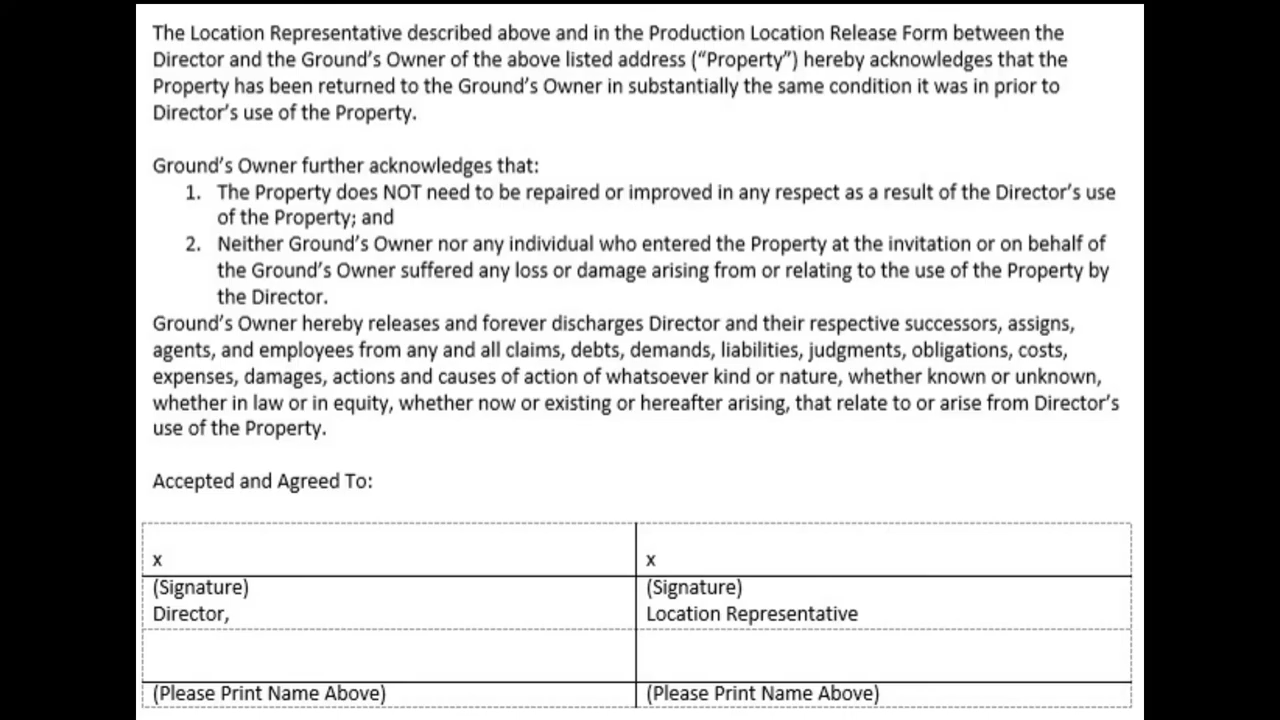 The Location Representative described above and in the Production Location Release Form between the
Director and the Ground's Owner of the above listed address (“Property”) hereby acknowledges that the
Property has been returned to the Ground's Owner in substantially the same condition it was in prior to
Director's use of the Property.
Ground's Owner further acknowledges that:
1. The Property does NOT need to be repaired or improved in any respect as a result of the Director's use
of the Property; and
2. Neither Ground's Owner nor any individual who entered the Property at the invitation or on behalf of
the Ground's Owner suffered any loss or damage arising from or relating to the use of the Property by
the Director.
Ground's Owner hereby releases and forever discharges Director and their respective successors, assigns,
agents, and employees from any and all claims, debts, demands, liabilities, judgments, obligations, costs,
expenses, damages, actions and causes of action of whatsoever kind or nature, whether known or unknown,
whether in law or in equity, whether now or existing or hereafter arising, that relate to or arise from Director's
use of the Property.
Accepted and Agreed To:
x
x
(Signature)
(Signature)
Director,
Location Representative
(Please Print Name Above)
(Please Print Name Above)